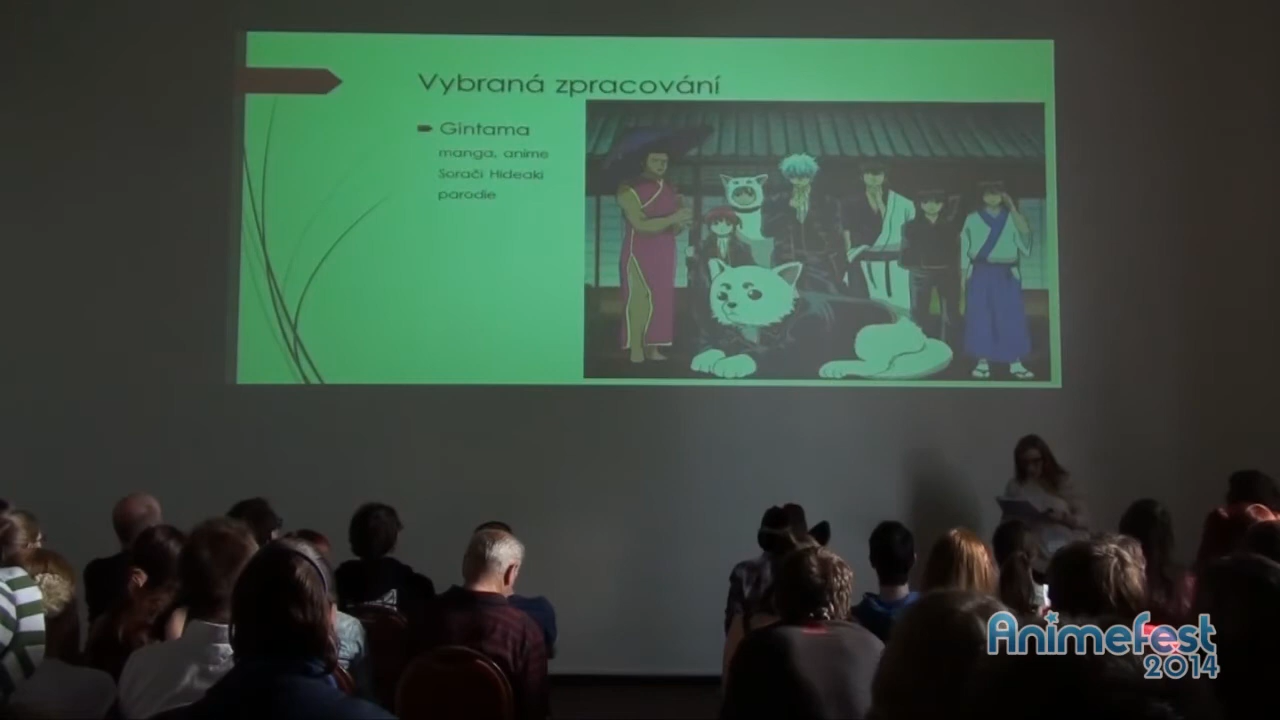 Vybraná zpracování
Gintama
manga, anime
Sorači Hideaki
parodie
AnimeFest
2014